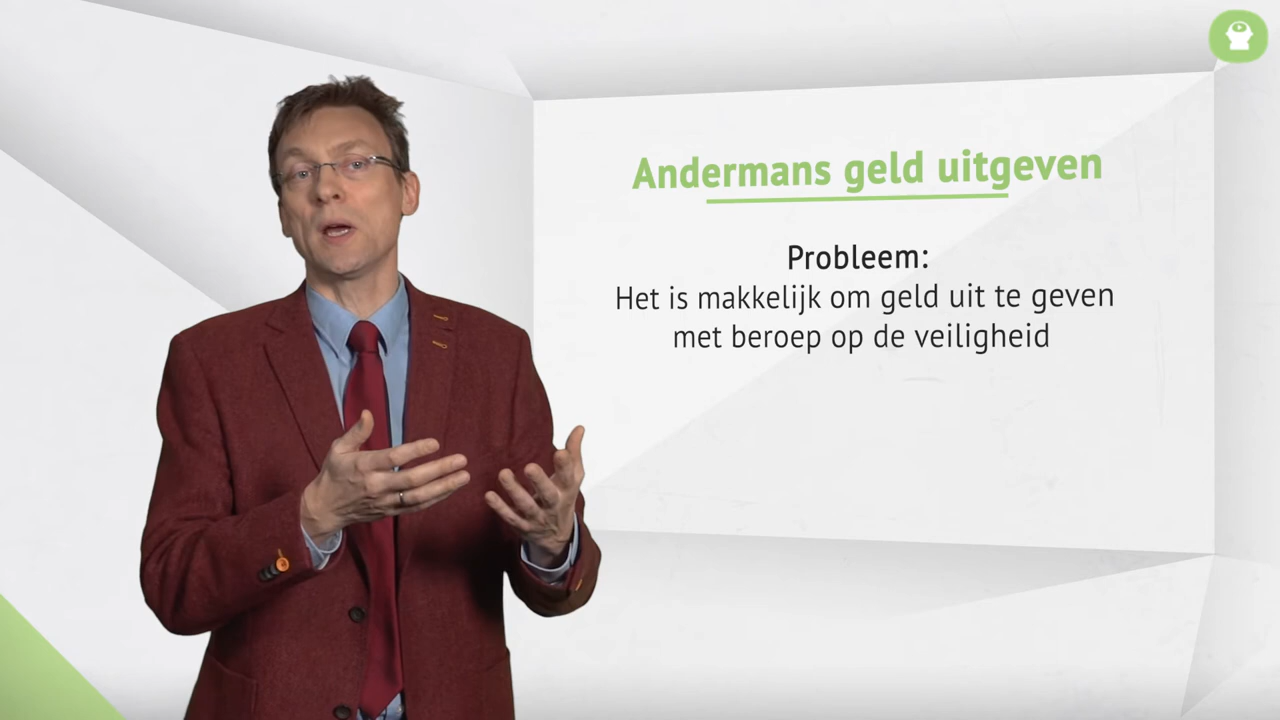 Andermans geld uitgeven
Probleem:
Het is makkelijk om geld uit te geven
met beroep op de veiligheid